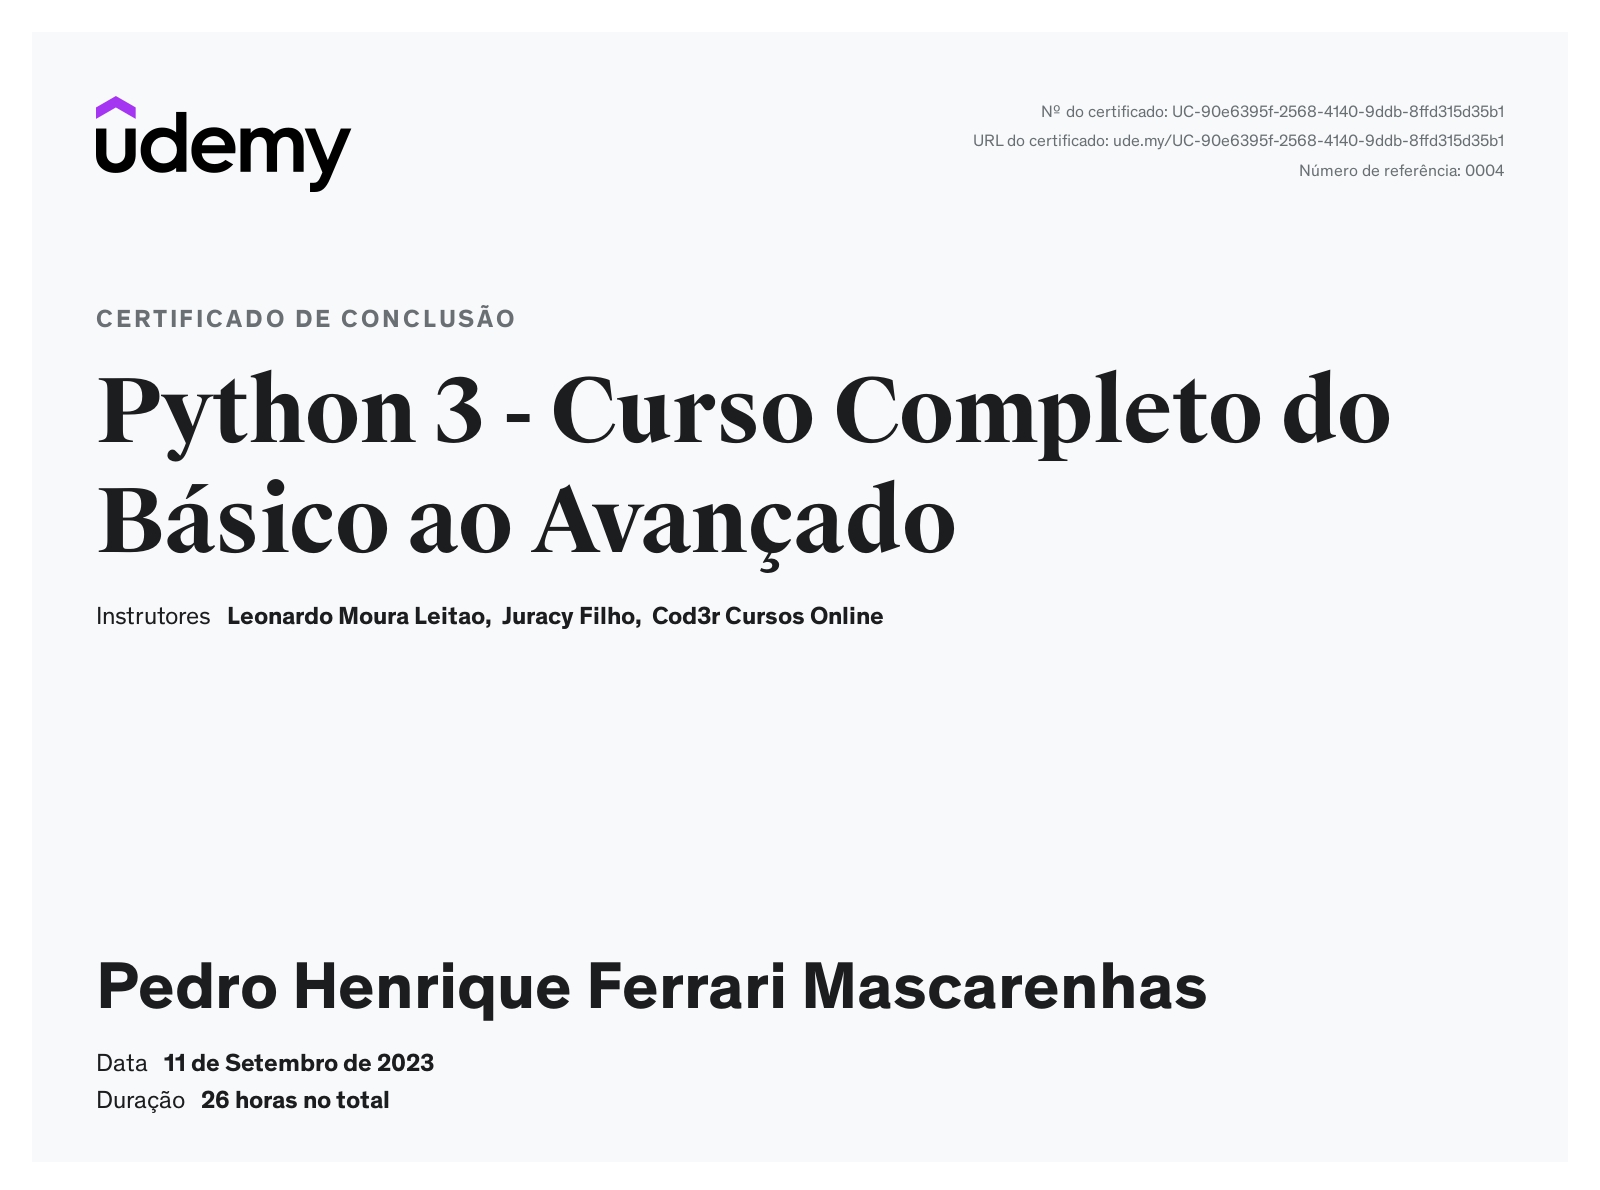 udemy
Nº do certificado: UC-90e6395f-2568-4140-9ddb-8ffd315d35b1
URL do certificado: ude.my/UC-90e6395f-2568-4140-9ddb-8ffd315d35b1
Número de referência: 0004
CERTIFICADO DE CONCLUSÃO
Python 3 - Curso Completo do
Básico ao Avançado
Instrutores Leonardo Moura Leitao, Juracy Filho, Cod3r Cursos Online
Pedro Henrique Ferrari Mascarenhas
Data 11 de Setembro de 2023
Duração 26 horas no total